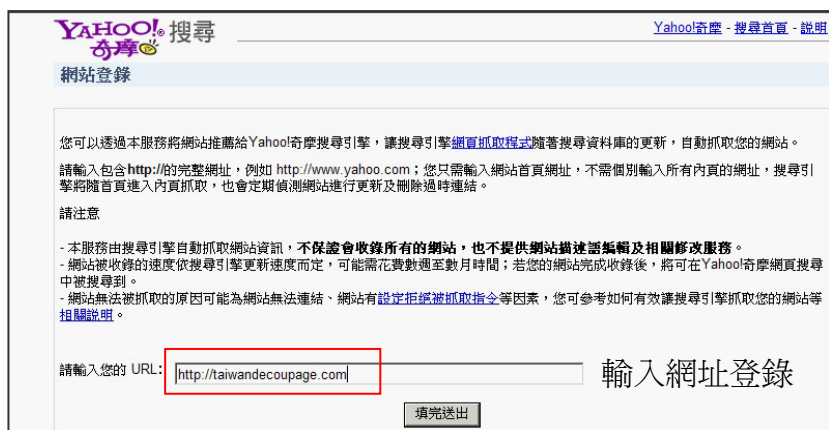 YAHOO!® 搜尋
奇摩
Yahoo!奇摩 - 搜尋首頁 - 說明
網站登錄
您可以透過本服務將網站推薦給Yahoo!奇摩搜尋引擎，讓搜尋引擎網頁抓取程式隨著搜尋資料庫的更新，自動抓取您的網站。
請輸入包含http://的完整網址，例如 http://www.yahoo.com；您只需輸入網站首頁網址，不需個別輸入所有內頁的網址，搜尋引
擎將隨首頁進入內頁抓取，也會定期偵測網站進行更新及刪除過時連結。
請注意
- 本服務由搜尋引擎自動抓取網站資訊，不保證會收錄所有的網站，也不提供網站描述語編輯及相關修改服務。
- 網站被收錄的速度依搜尋引擎更新速度而定，可能需花費數週至數月時間；若您的網站完成收錄後，將可在Yahoo!奇摩網頁搜尋
中被搜尋到。
- 網站無法被抓取的原因可能為網站無法連結、網站有設定拒絕被抓取指令等因素，您可參考如何有效讓搜尋引擎抓取您的網站等
相關說明。
請輸入您的 URL: http://taiwandecoupage.com 輸入網址登錄
填完送出